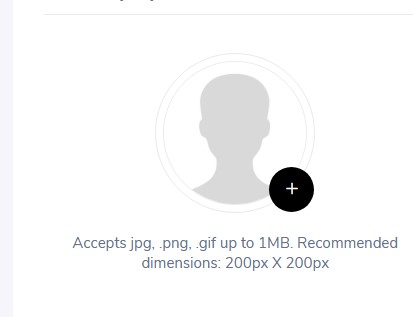 +
Accepts jpg, .png, .gif up to 1MB. Recommended
dimensions: 200px X 200px